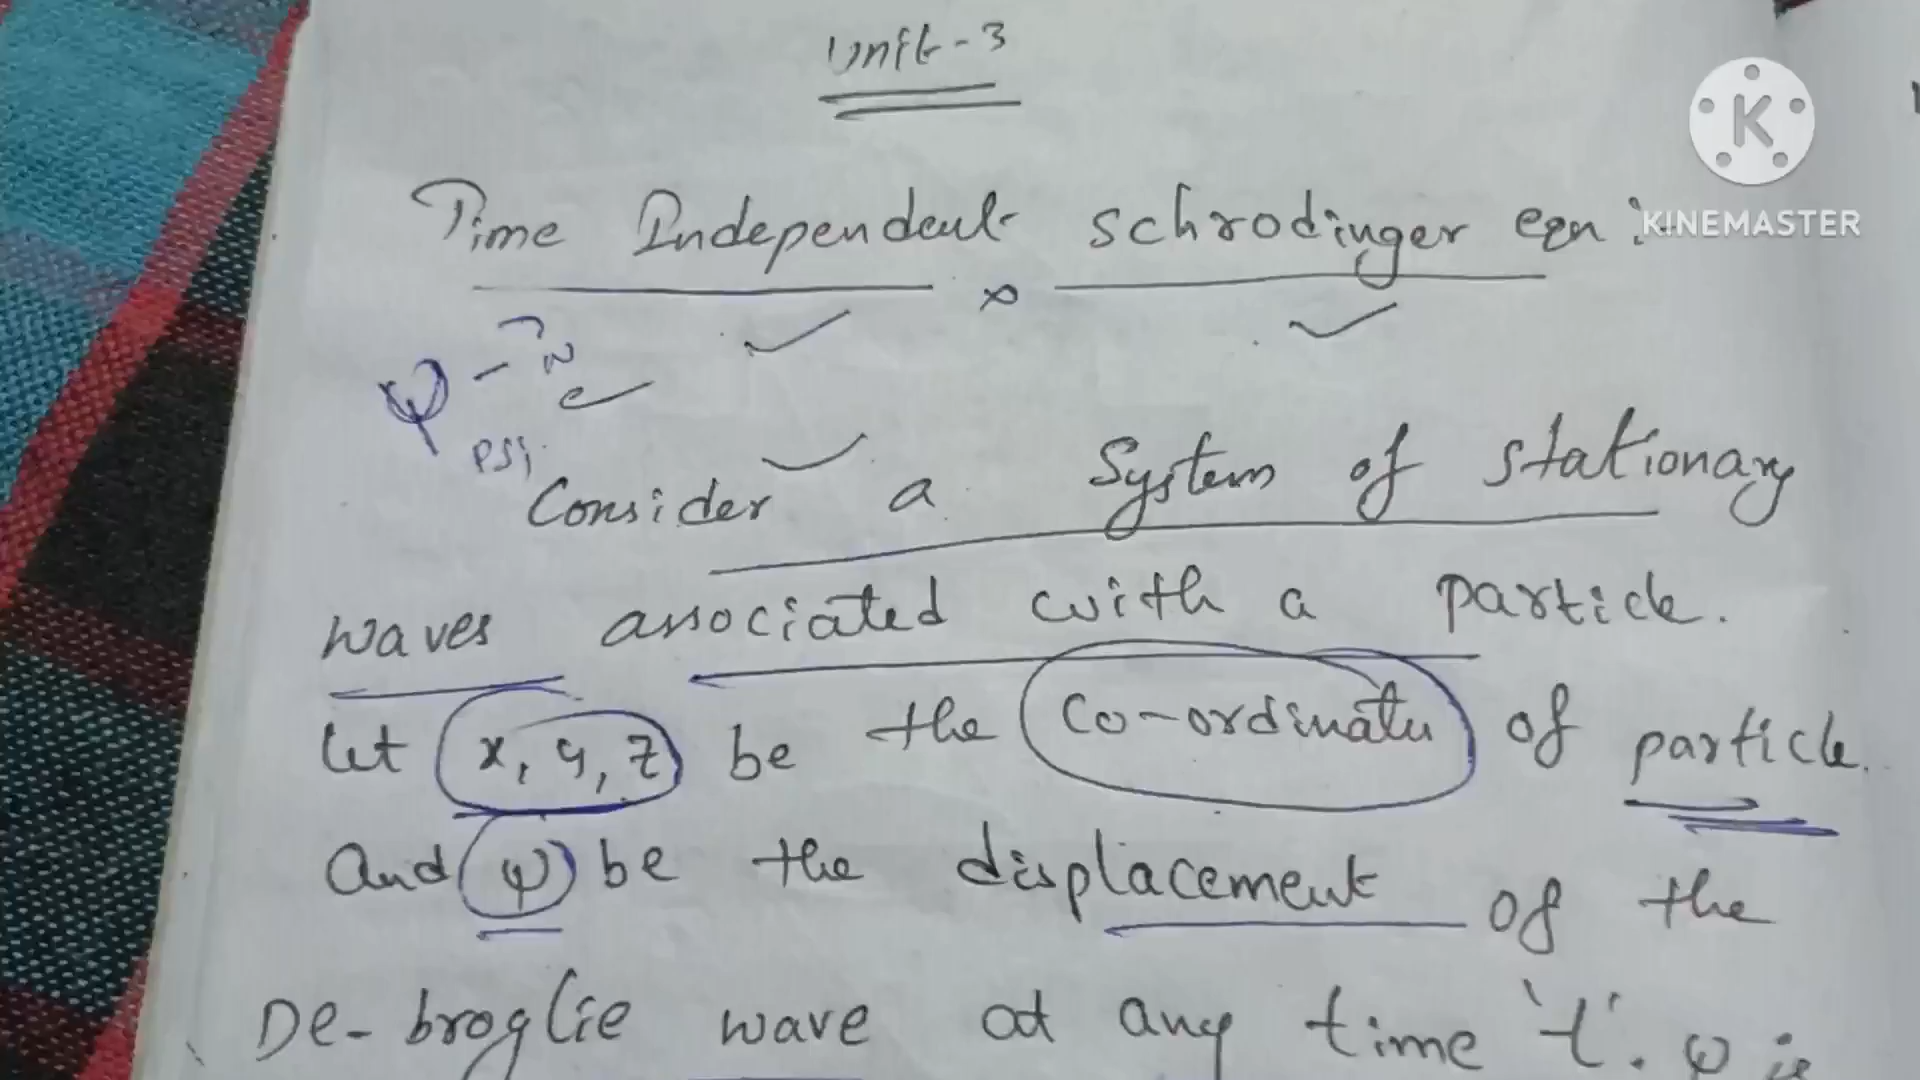 Unit-3
K
KINEMASTER
Time Independent Schrodinger eqn :-
ψ -
psi
Consider a System of stationary
waves associated with a particle.
Let x, y, z be the co-ordinates of particle.
And ψ be the displacement of the
De-broglie wave at any time 't'. ψ is